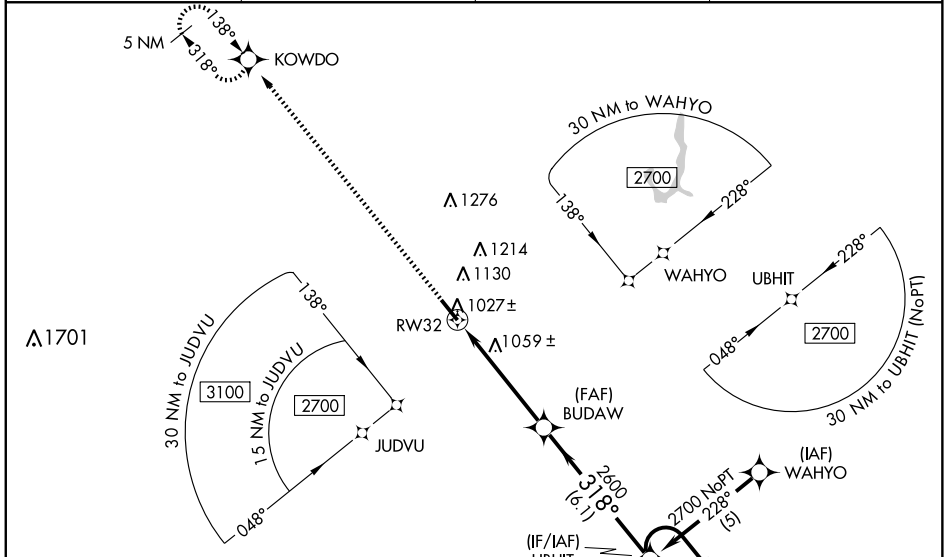 138°
5 NM
318°
KOWDO
30 NM to WAHYO
2700
138°
228°
WAHYO
1276
1214
1130
1027±
RW32
1059±
1701
UBHIT
228°
2700
048°
30 NM to UBHIT (NoPT)
138°
30 NM to JUDVU
3100
15 NM to JUDVU
2700
JUDVU
048°
(FAF)
BUDAW
2600
318°
(6.1)
(IAF)
WAHYO
2700 NoPT
228°
(5)
(IF/IAF)
UBHIT